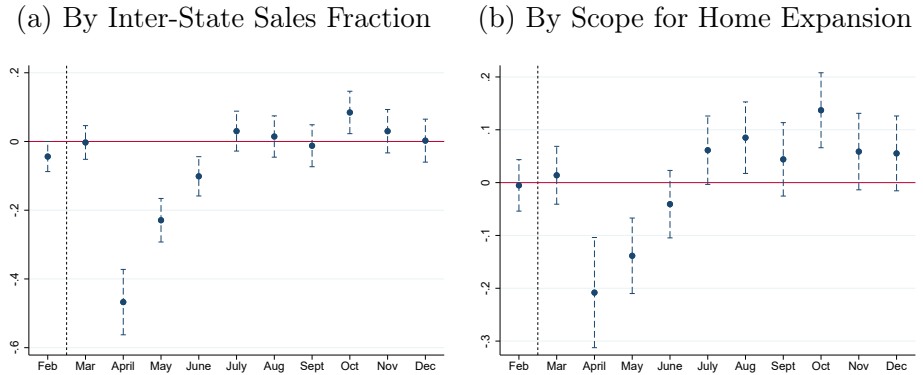 (a) By Inter-State Sales Fraction
.2
0
-.2
-.4
-.6
Feb Mar April May June July Aug Sept Oct Nov Dec
(b) By Scope for Home Expansion
.2
.1
0
-.1
-.2
-.3
Feb Mar April May June July Aug Sept Oct Nov Dec